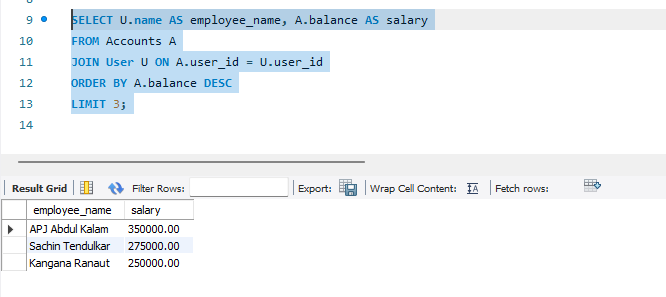 9 SELECT U.name AS employee_name, A.balance AS salary
10 FROM Accounts A
11 JOIN User U ON A.user_id = U.user_id
12 ORDER BY A.balance DESC
13 LIMIT 3;
14
Result Grid Filter Rows: Export: Wrap Cell Content: Fetch rows:
employee_name salary
APJ Abdul Kalam 350000.00
Sachin Tendulkar 275000.00
Kangana Ranaut 250000.00